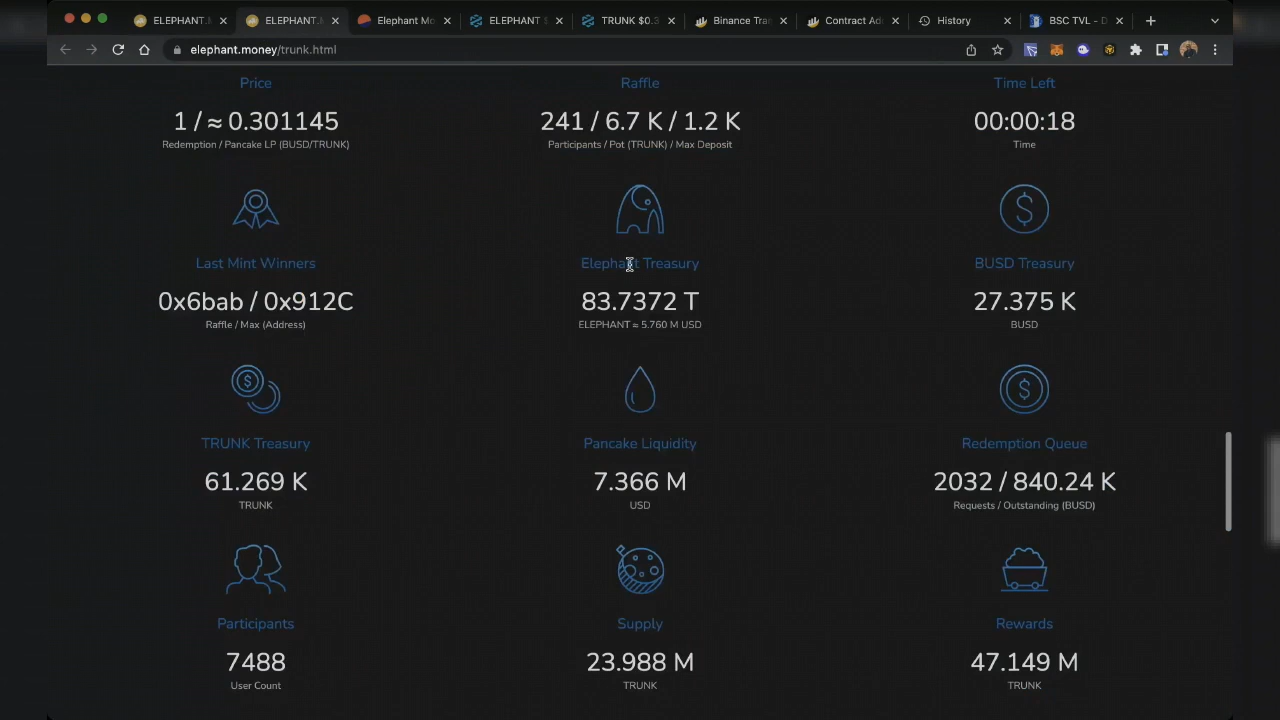 ELEPHANT.M
ELEPHANT.M
Elephant Mo
ELEPHANT $
TRUNK $0.3
Binance Tra
Contract Ad
History
BSC TVL - D
elephant.money/trunk.html
Price
Raffle
Time Left
1 / ≈ 0.301145
241 / 6.7 K / 1.2 K
00:00:18
Redemption / Pancake LP (BUSD/TRUNK)
Participants / Pot (TRUNK) / Max Deposit
Time
Last Mint Winners
Elephant Treasury
BUSD Treasury
0x6bab / 0x912C
83.7372 T
27.375 K
Raffle / Max (Address)
ELEPHANT ≈ 5.760 M USD
BUSD
TRUNK Treasury
Pancake Liquidity
Redemption Queue
61.269 K
7.366 M
2032 / 840.24 K
TRUNK
USD
Requests / Outstanding (BUSD)
Participants
Supply
Rewards
7488
23.988 M
47.149 M
User Count
TRUNK
TRUNK